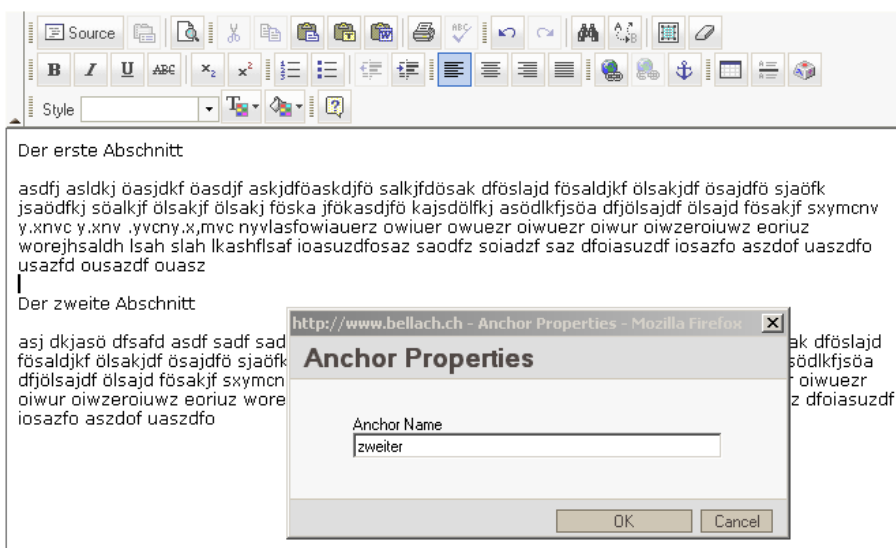 Source
ABC
B I U ABC x₂ x²
Style
Der erste Abschnitt
asdfj asldkj öasjdkf öasdjf askjdföaskdjfö salkjfdösak dföslajd fösaldjkf ölsakjdf ösajdfö sjaöfk
jsaödfkj söalkjf ölsakjf ölsakj föska jfökasdjfö kajsdölfkj asödlkfjsöa dfjölsajdf ölsajd fösakjf sxymcnv
y.xnvc y.xnv .yvcny.x,mvc nyvlasfowiauerz owiuer owuezr oiwuezr oiwur oiwzeroiuwz eoriuz
worejhsaldh lsah slah lkashflsaf ioasuzdfosaz saodfz soiadzf saz dfoiasuzdf iosazfo aszdof uaszdfo
usazfd ousazdf ouasz
Der zweite Abschnitt
asj dkjasö dfsafd asdf sadf sad ak dföslajd
fösaldjkf ölsakjdf ösajdfö sjaöfk södlkfjsöa
dfjölsajdf ölsajd fösakjf sxymcn r oiwuezr
oiwur oiwzeroiuwz eoriuz wore z dfoiasuzdf
iosazfo aszdof uaszdfo
http://www.bellach.ch - Anchor Properties - Mozilla Firefox
Anchor Properties
Anchor Name
zweiter
OK Cancel